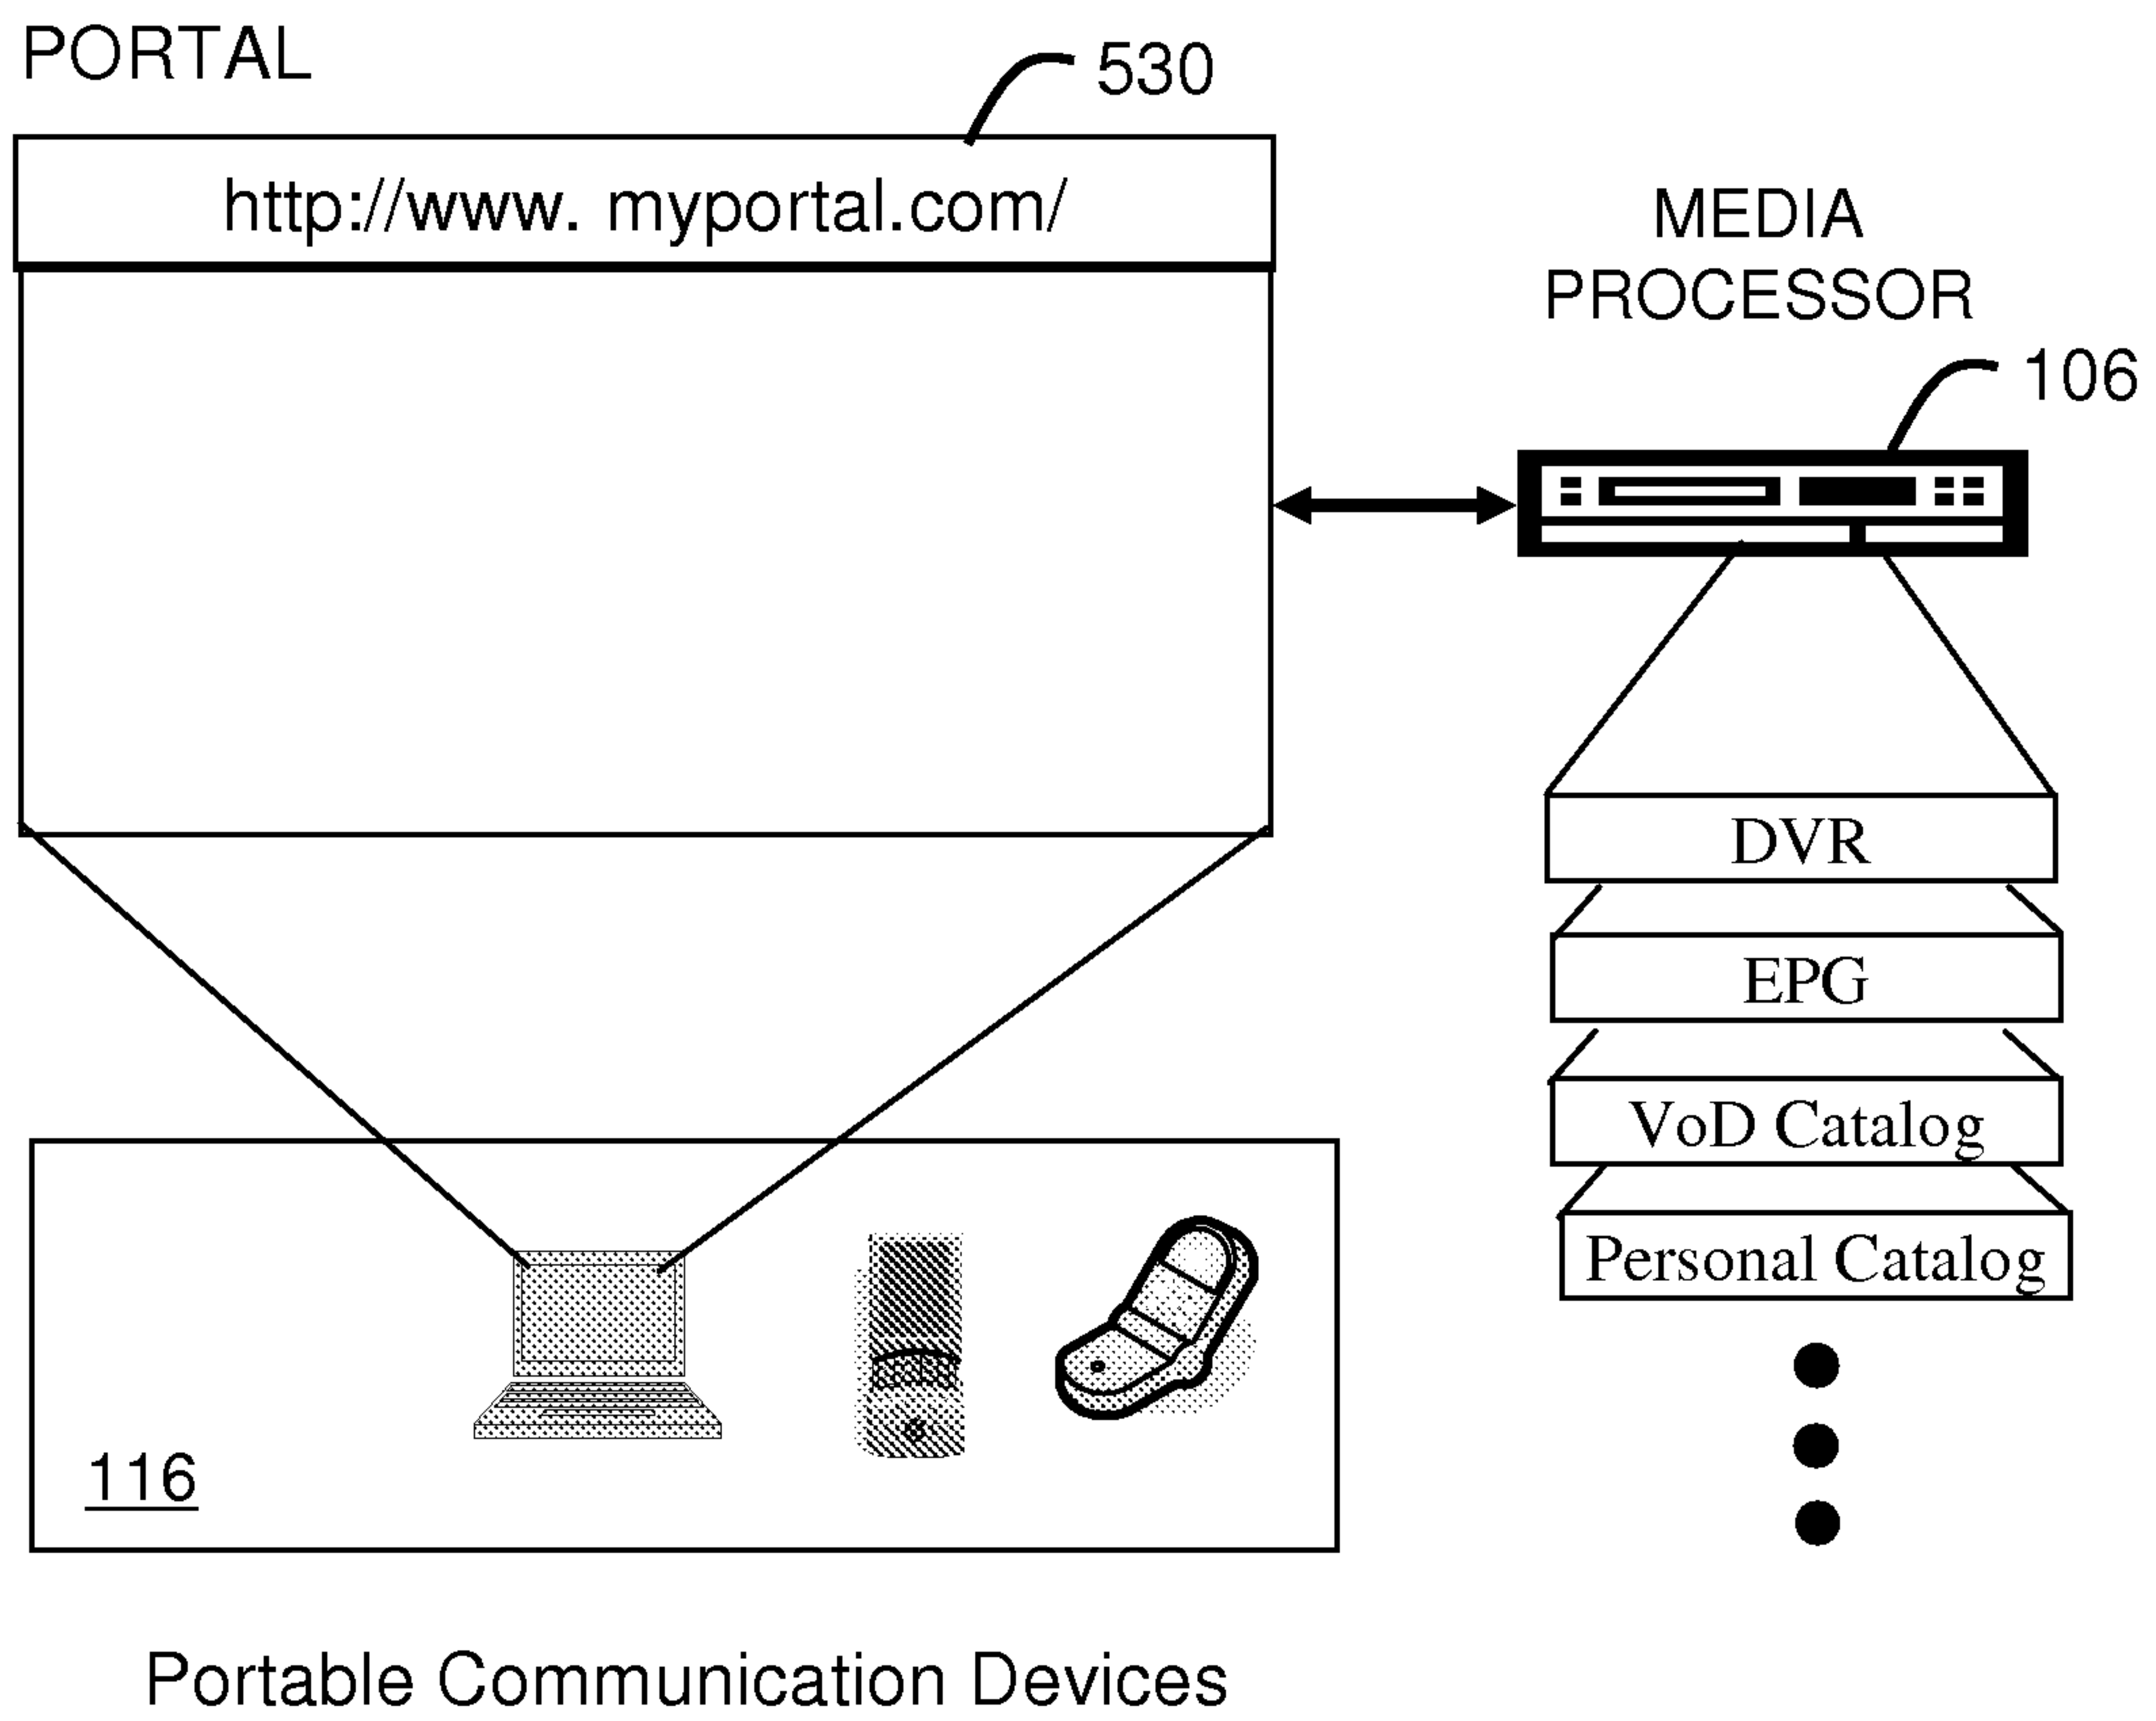 PORTAL
530
http://www. myportal.com/
MEDIA
PROCESSOR
106
DVR
EPG
VoD Catalog
Personal Catalog
116
Portable Communication Devices